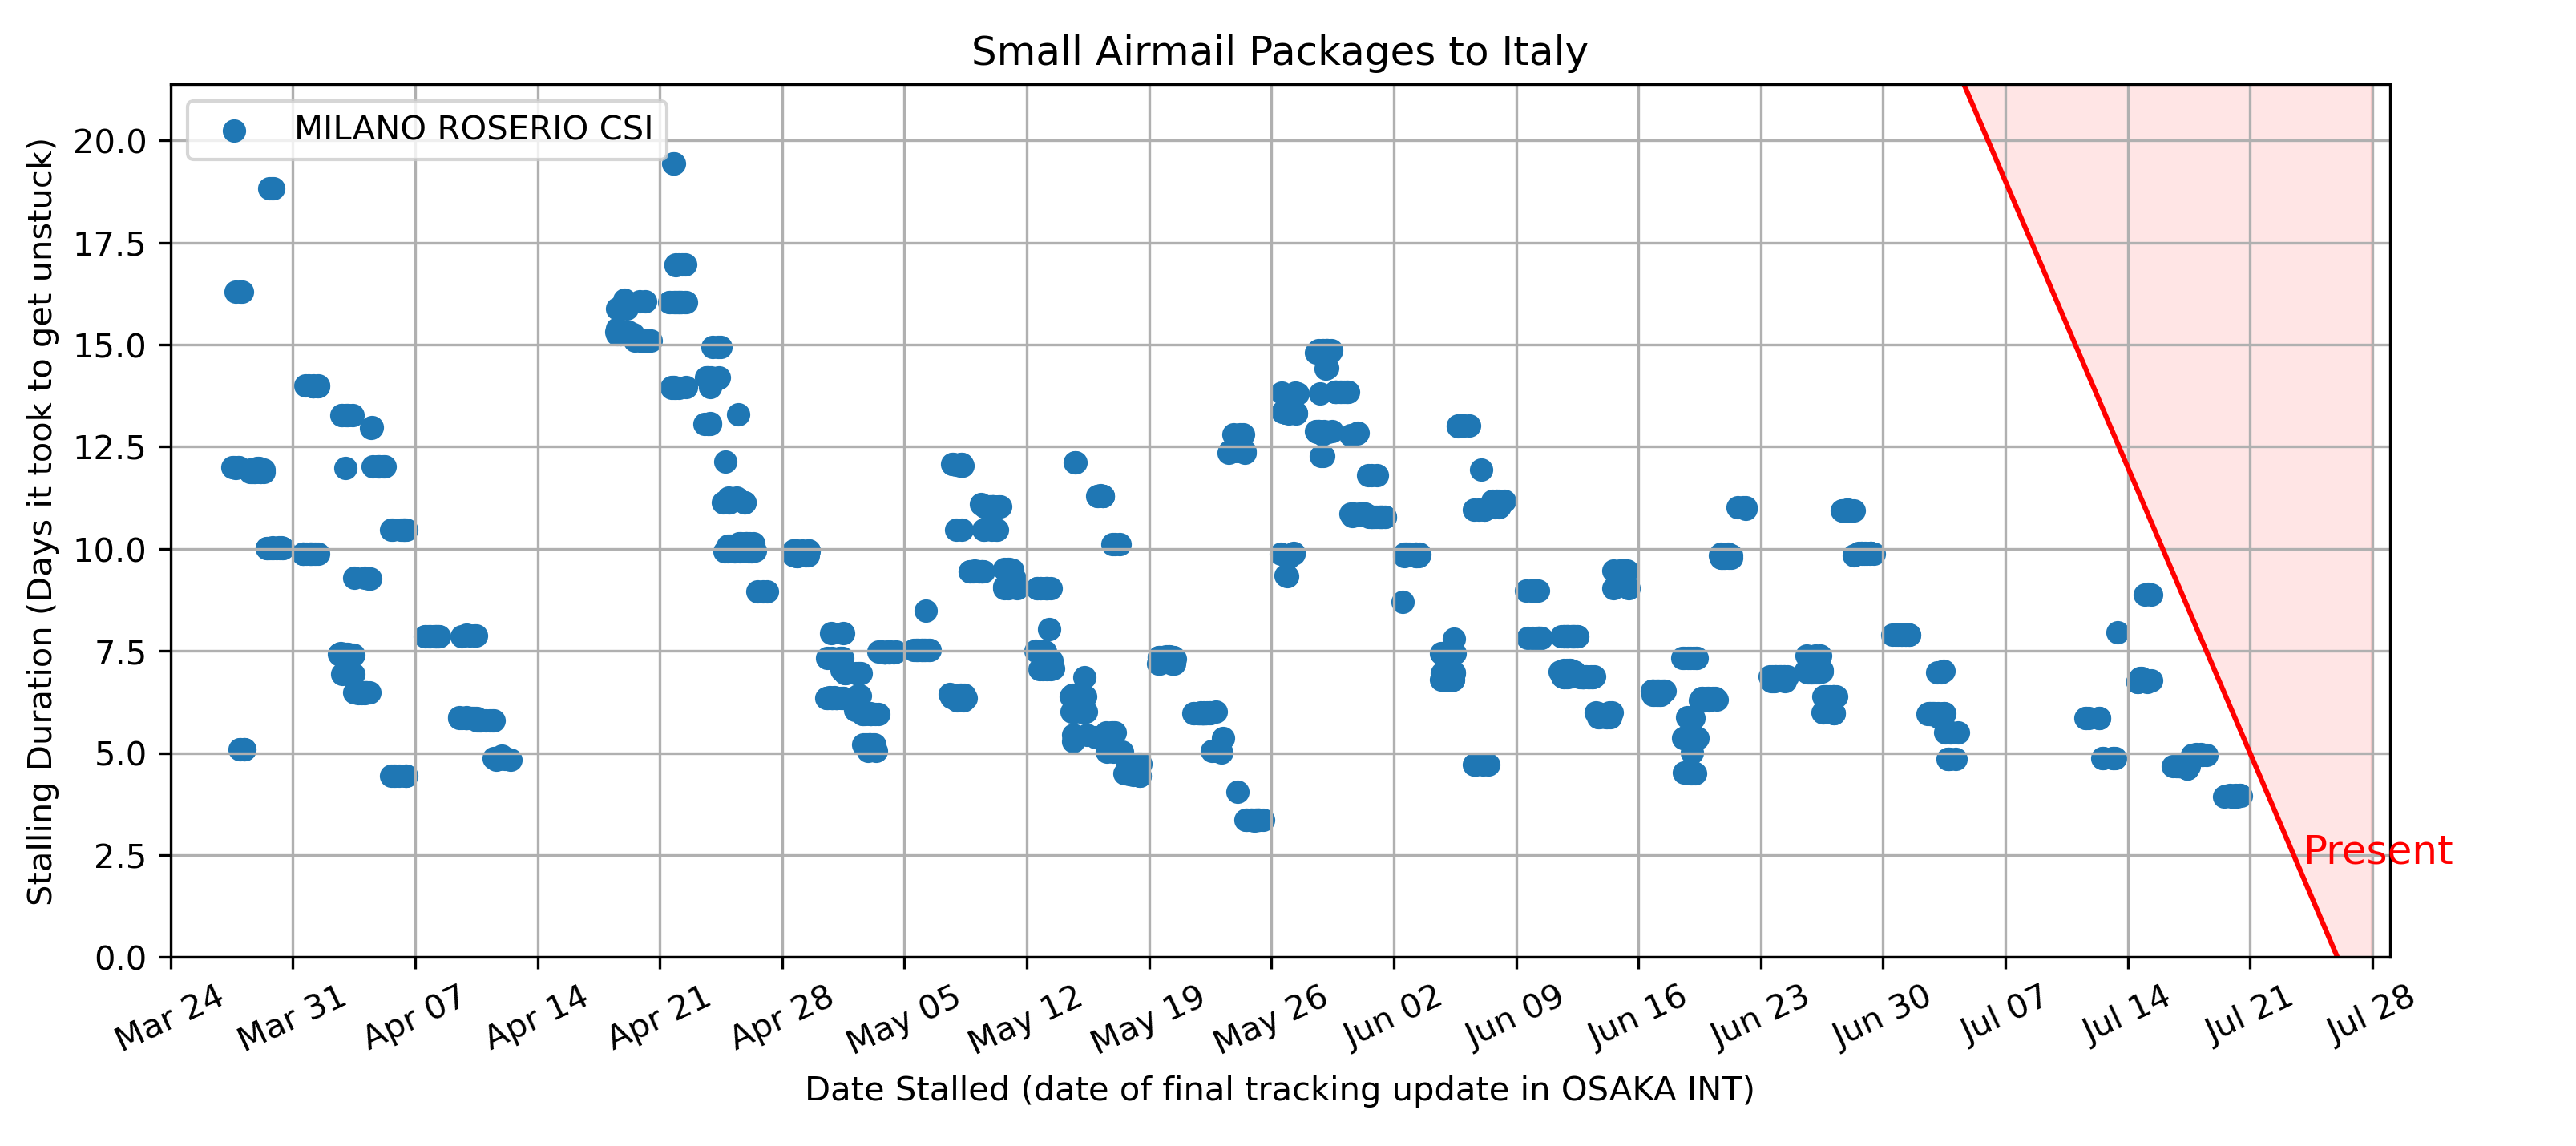 Small Airmail Packages to Italy
MILANO ROSERIO CSI
Stalling Duration (Days it took to get unstuck)
20.0
17.5
15.0
12.5
10.0
7.5
5.0
2.5
0.0
Present
Mar 24
Mar 31
Apr 07
Apr 14
Apr 21
Apr 28
May 05
May 12
May 19
May 26
Jun 02
Jun 09
Jun 16
Jun 23
Jun 30
Jul 07
Jul 14
Jul 21
Jul 28
Date Stalled (date of final tracking update in OSAKA INT)